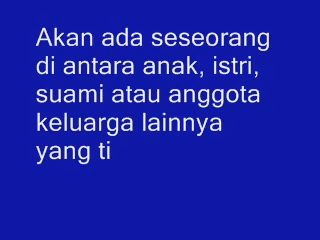 Akan ada seseorang
di antara anak, istri,
suami atau anggota
keluarga lainnya
yang ti